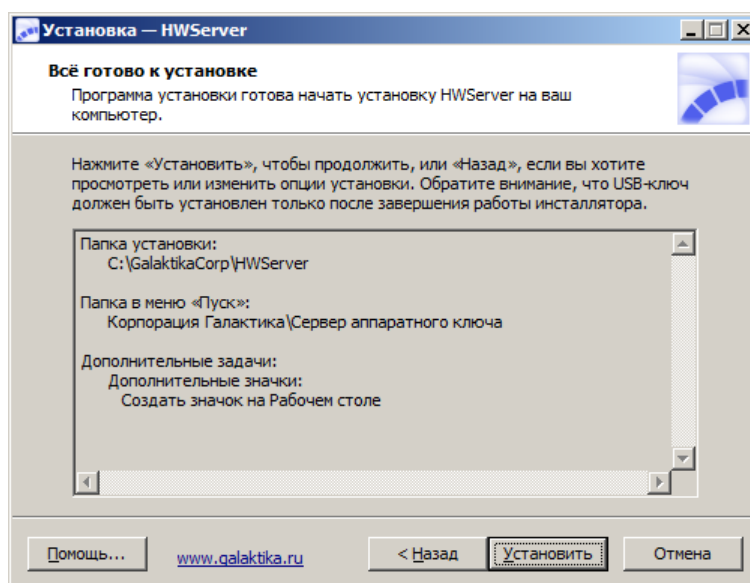 Установка — HWServer
Всё готово к установке
Программа установки готова начать установку HWServer на ваш
компьютер.
Нажмите «Установить», чтобы продолжить, или «Назад», если вы хотите
просмотреть или изменить опции установки. Обратите внимание, что USB-ключ
должен быть установлен только после завершения работы инсталлятора.
Папка установки:
C:\GalaktikaCorp\HWServer
Папка в меню «Пуск»:
Корпорация Галактика\Сервер аппаратного ключа
Дополнительные задачи:
Дополнительные значки:
Создать значок на Рабочем столе
Помощь... www.galaktika.ru < Назад Установить Отмена